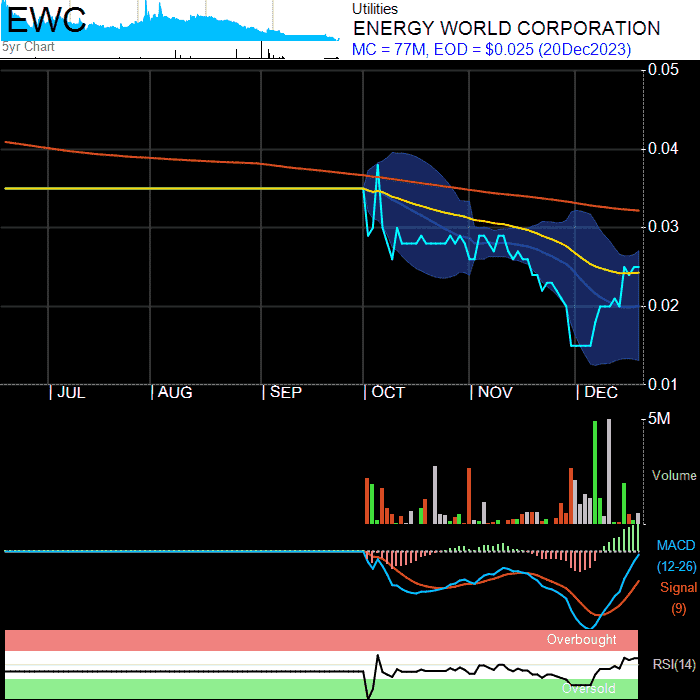 EWC
5yr Chart
Utilities
ENERGY WORLD CORPORATION
MC = 77M, EOD = $0.025 (20Dec2023)
0.05
0.04
0.03
0.02
0.01
JUL AUG SEP OCT NOV DEC
5M
Volume
MACD
(12-26)
Signal
(9)
Overbought
RSI(14)
Oversold